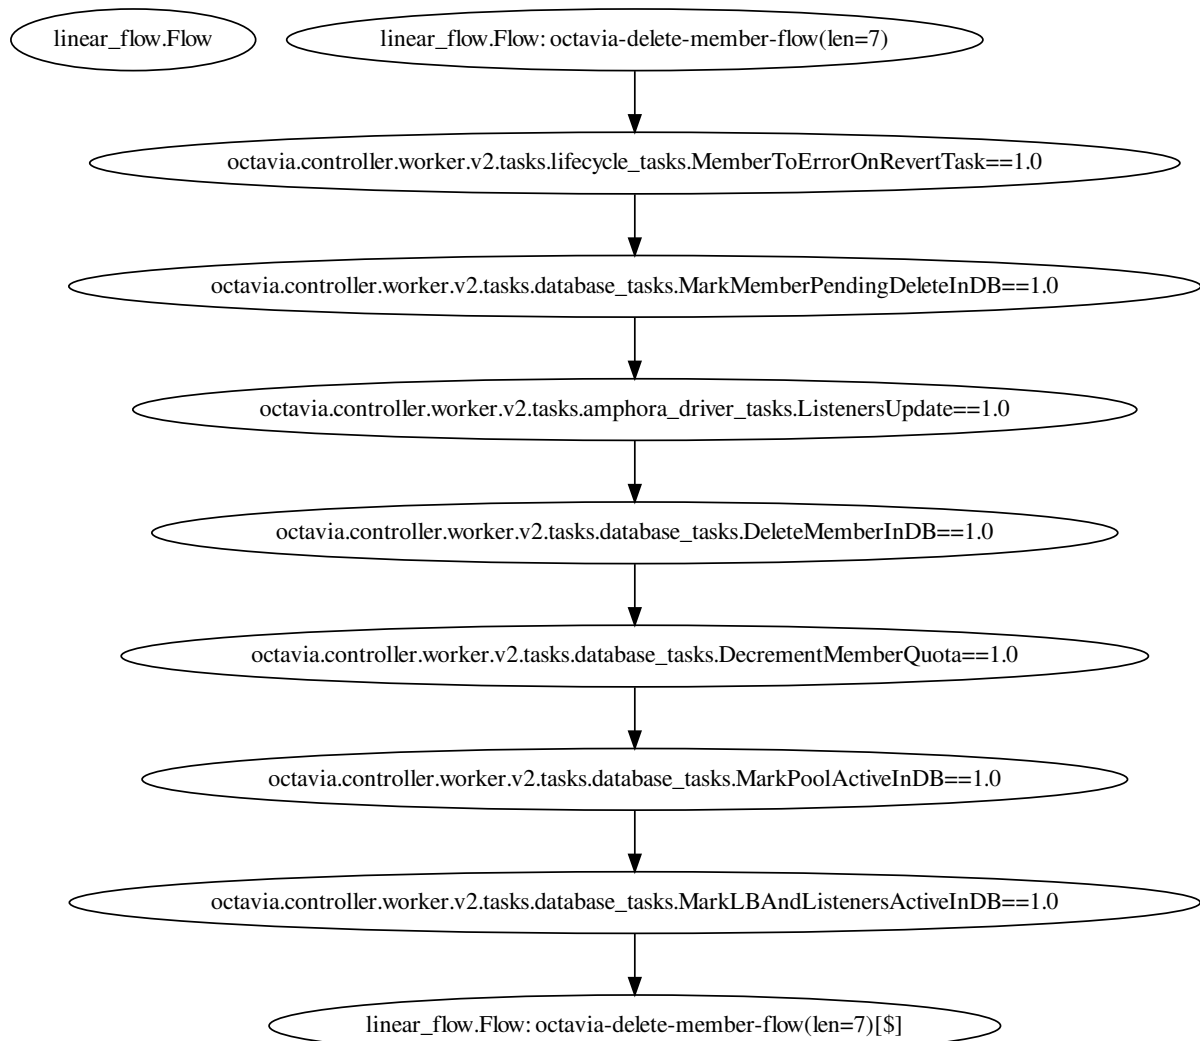 linear_flow.Flow
linear_flow.Flow: octavia-delete-member-flow(len=7)
octavia.controller.worker.v2.tasks.lifecycle_tasks.MemberToErrorOnRevertTask==1.0
octavia.controller.worker.v2.tasks.database_tasks.MarkMemberPendingDeleteInDB==1.0
octavia.controller.worker.v2.tasks.amphora_driver_tasks.ListenersUpdate==1.0
octavia.controller.worker.v2.tasks.database_tasks.DeleteMemberInDB==1.0
octavia.controller.worker.v2.tasks.database_tasks.DecrementMemberQuota==1.0
octavia.controller.worker.v2.tasks.database_tasks.MarkPoolActiveInDB==1.0
octavia.controller.worker.v2.tasks.database_tasks.MarkLBAndListenersActiveInDB==1.0
linear_flow.Flow: octavia-delete-member-flow(len=7)[$]